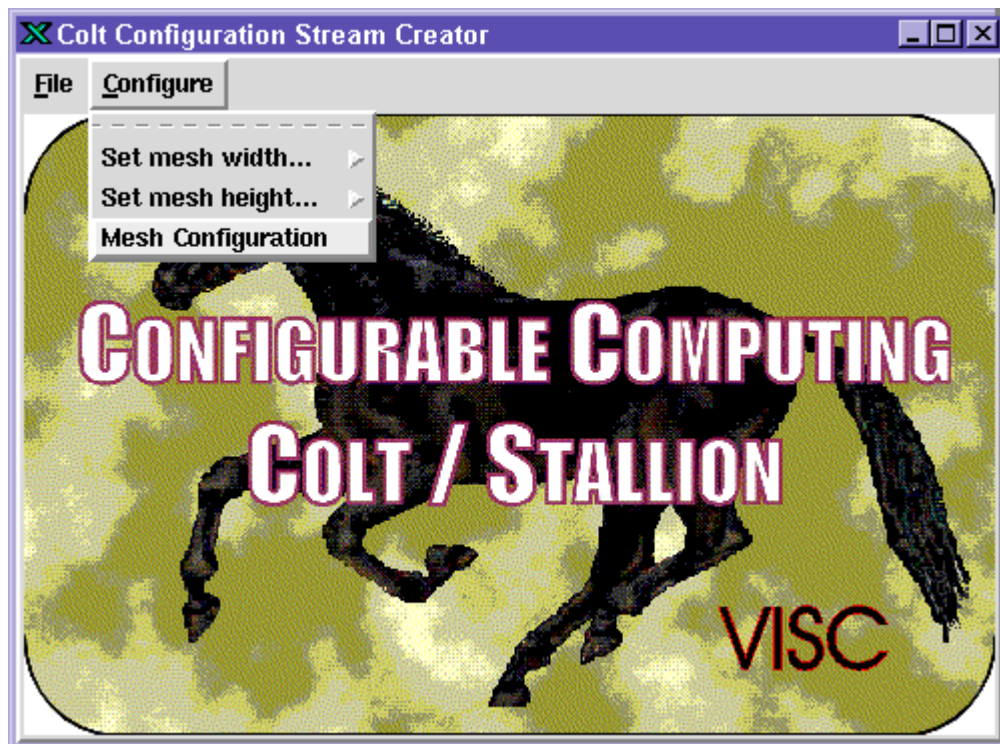 Colt Configuration Stream Creator
File Configure
Set mesh width...
Set mesh height...
Mesh Configuration
CONFIGURABLE COMPUTING
COLT / STALLION
VISC